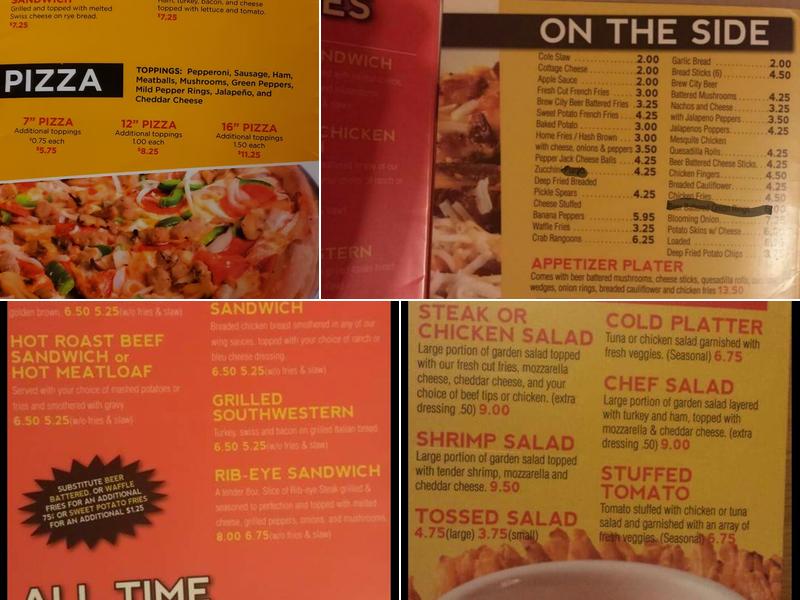 SANDWICH
Grilled and topped with melted
Swiss cheese on rye bread.
$7.25
Ham, turkey, bacon, and cheese
topped with lettuce and tomato.
$7.25
PIZZA
TOPPINGS: Pepperoni, Sausage, Ham,
Meatballs, Mushrooms, Green Peppers,
Mild Pepper Rings, Jalapeño, and
Cheddar Cheese
7" PIZZA
Additional toppings
$0.75 each
$5.75
12" PIZZA
Additional toppings
1.00 each
$8.25
16" PIZZA
Additional toppings
1.50 each
$11.25
ES
NDWICH
CHICKEN
STERN
ON THE SIDE
Cole Slaw 2.00
Cottage Cheese 2.00
Apple Sauce 2.00
Fresh Cut French Fries 3.00
Brew City Beer Battered Fries 3.25
Sweet Potato French Fries 4.25
Baked Potato 3.00
Home Fries / Hash Brown 3.00
with cheese, onions & peppers 3.50
Pepper Jack Cheese Balls 4.25
Zucchini 4.25
Deep Fried Breaded
Pickle Spears 4.25
Cheese Stuffed
Banana Peppers 5.95
Waffle Fries 3.25
Crab Rangoons 6.25
Garlic Bread 2.00
Bread Sticks (6) 4.50
Brew City Beer
Battered Mushrooms 4.25
Nachos and Cheese 3.25
with Jalapeno Peppers 3.50
Jalapenos Poppers 4.25
Mesquite Chicken
Quesadilla Rolls 4.25
Beer Battered Cheese Sticks 4.25
Chicken Fingers 4.50
Breaded Cauliflower 4.25
Chicken Fries 4.50
Blooming Onion
Potato Skins w/ Cheese
Loaded
Deep Fried Potato Chips
APPETIZER PLATER
Comes with beer battered mushrooms, cheese sticks, quesadilla rolls,
wedges, onion rings, breaded cauliflower and chicken fries 13.50
golden brown. 6.50 5.25(w/o fries & slaw)
HOT ROAST BEEF
SANDWICH or
HOT MEATLOAF
Served with your choice of mashed potatoes or
fries and smothered with gravy.
6.50 5.25(w/o fries & slaw)
SUBSTITUTE BEER
BATTERED, OR WAFFLE
FRIES FOR AN ADDITIONAL
75¢ OR SWEET POTATO FRIES
FOR AN ADDITIONAL $1.25
ALL TIME
SANDWICH
Breaded chicken breast smothered in any of our
wing sauces, topped with your choice of ranch or
bleu cheese dressing.
6.50 5.25(w/o fries & slaw)
GRILLED
SOUTHWESTERN
Turkey, swiss and bacon on grilled Italian bread.
6.50 5.25(w/o fries & slaw)
RIB-EYE SANDWICH
A tender 8oz. Slice of Rib-eye Steak grilled &
seasoned to perfection and topped with melted
cheese, grilled peppers, onions, and mushrooms.
8.00 6.75(w/o fries & slaw)
STEAK OR
CHICKEN SALAD
Large portion of garden salad topped
with our fresh cut fries, mozzarella
cheese, cheddar cheese, and your
choice of beef tips or chicken. (extra
dressing .50) 9.00
SHRIMP SALAD
Large portion of garden salad topped
with tender shrimp, mozzarella and
cheddar cheese. 9.50
TOSSED SALAD
4.75(large) 3.75(small)
COLD PLATTER
Tuna or chicken salad garnished with
fresh veggies. (Seasonal) 6.75
CHEF SALAD
Large portion of garden salad layered
with turkey and ham, topped with
mozzarella & cheddar cheese. (extra
dressing .50) 9.00
STUFFED
TOMATO
Tomato stuffed with chicken or tuna
salad and garnished with an array of
fresh veggies. (Seasonal) 6.75